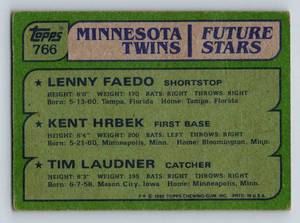 Topps
766
MINNESOTA TWINS
FUTURE STARS
LENNY FAEDO SHORTSTOP
HEIGHT: 6'0" WEIGHT: 170 BATS: RIGHT THROWS: RIGHT
Born: 5-13-60, Tampa, Florida Home: Tampa, Florida
KENT HRBEK FIRST BASE
HEIGHT: 6'4" WEIGHT: 200 BATS: LEFT THROWS: RIGHT
Born: 5-21-60, Minneapolis, Minn. Home: Bloomington, Minn.
TIM LAUDNER CATCHER
HEIGHT: 6'3" WEIGHT: 195 BATS: RIGHT THROWS: RIGHT
Born: 6-7-58, Mason City, Iowa Home: Minneapolis, Minn.
© 1982 TOPPS CHEWING GUM, INC. PRTD. IN U.S.A.